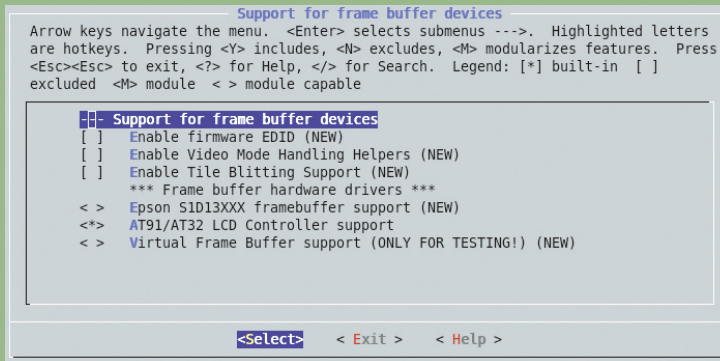 Support for frame buffer devices
Arrow keys navigate the menu.  <Enter> selects submenus --->.  Highlighted letters
are hotkeys.  Pressing <Y> includes, <N> excludes, <M> modularizes features.  Press
<Esc><Esc> to exit, <?> for Help, </> for Search.  Legend: [*] built-in  [ ]
excluded  <M> module  < > module capable
--- Support for frame buffer devices
[ ]   Enable firmware EDID (NEW)
[ ]   Enable Video Mode Handling Helpers (NEW)
[ ]   Enable Tile Blitting Support (NEW)
*** Frame buffer hardware drivers ***
< >   Epson S1D13XXX framebuffer support (NEW)
<*>   AT91/AT32 LCD Controller support
< >   Virtual Frame Buffer support (ONLY FOR TESTING!) (NEW)
<Select>    < Exit >    < Help >